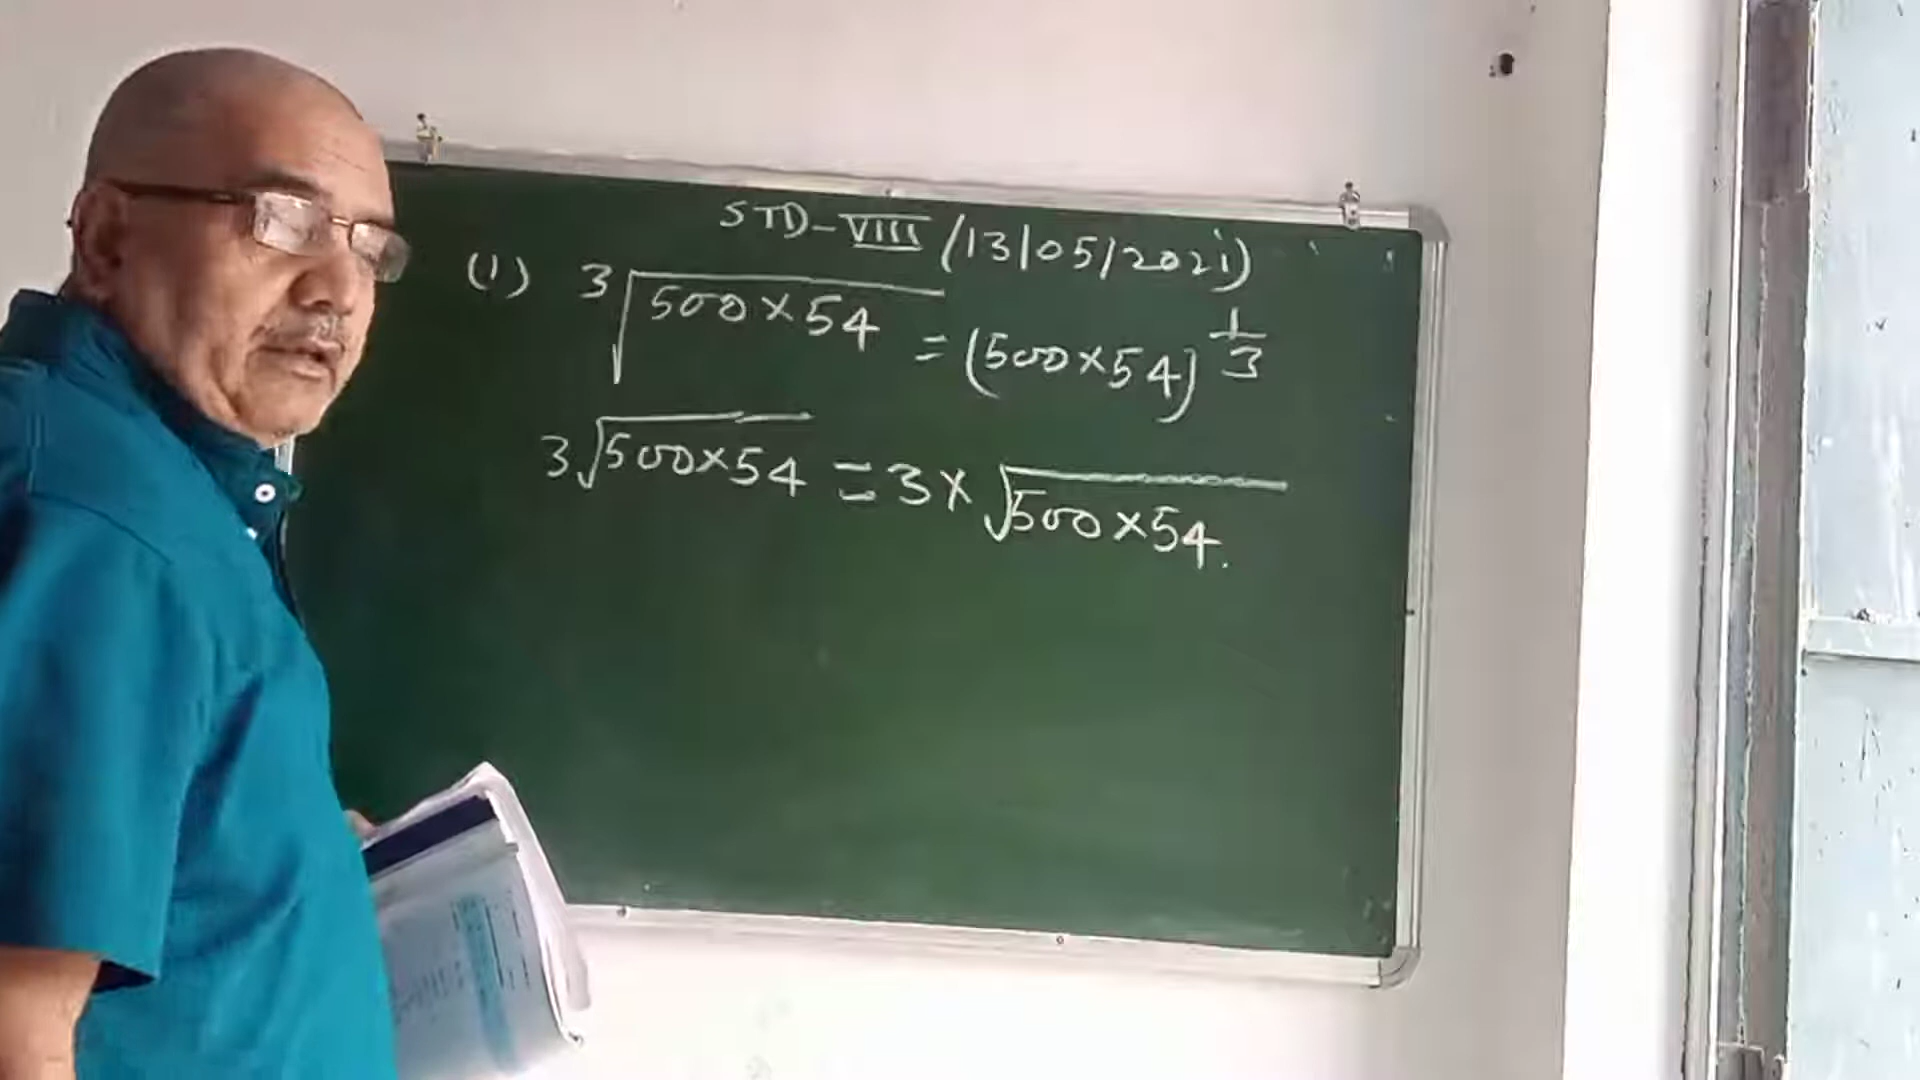 STD-VIII (13/05/2021)
(1) ³√500×54 = (500×54)^1/3
3√500×54 = 3×√500×54.